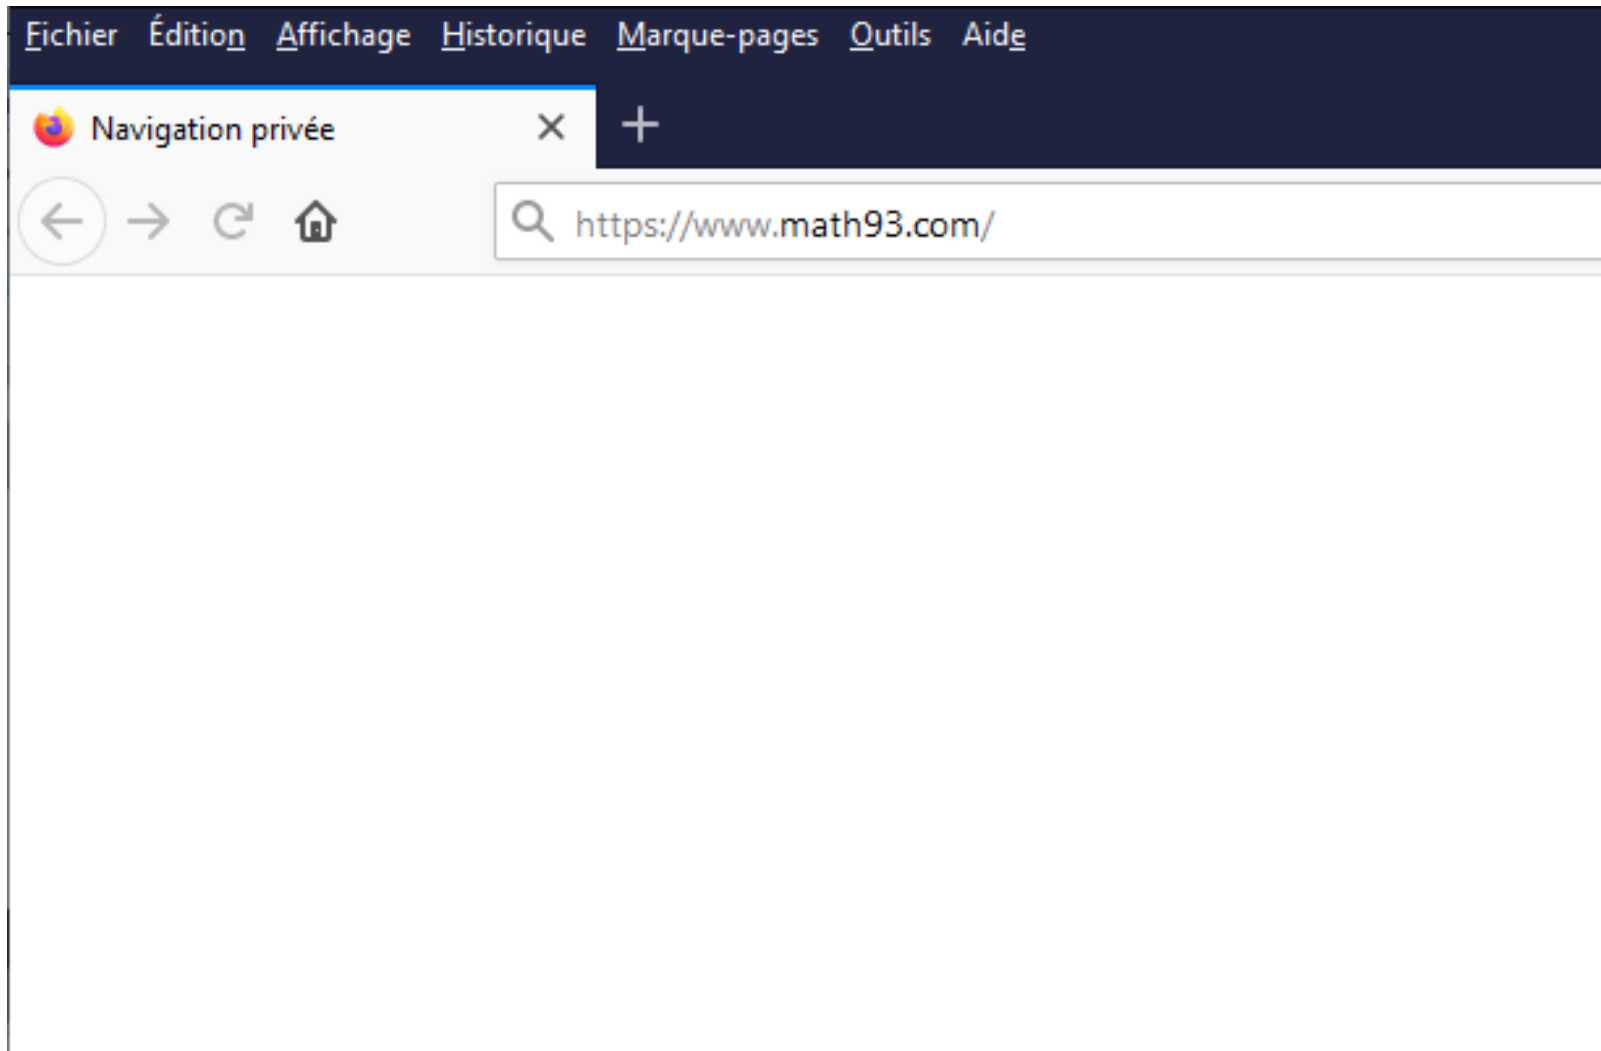 Fichier Édition Affichage Historique Marque-pages Outils Aide
Navigation privée
https://www.math93.com/